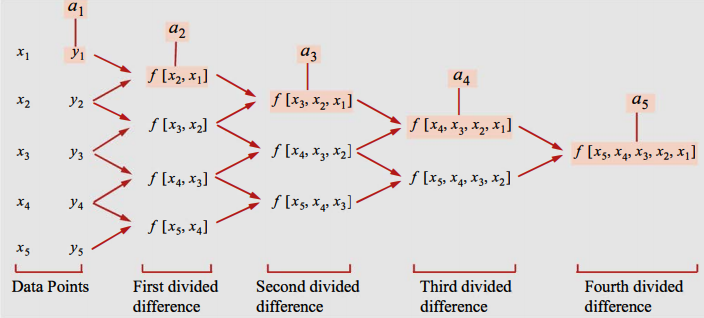 a₁
a₂
a₃
a₄
a₅
x₁ y₁
f [x₂, x₁]
x₂ y₂ f [x₃, x₂, x₁]
f [x₃, x₂] f [x₄, x₃, x₂, x₁]
x₃ y₃ f [x₄, x₃, x₂] f [x₅, x₄, x₃, x₂, x₁]
f [x₄, x₃] f [x₅, x₄, x₃, x₂]
x₄ y₄ f [x₅, x₄, x₃]
f [x₅, x₄]
x₅ y₅
Data Points
First divided
difference
Second divided
difference
Third divided
difference
Fourth divided
difference